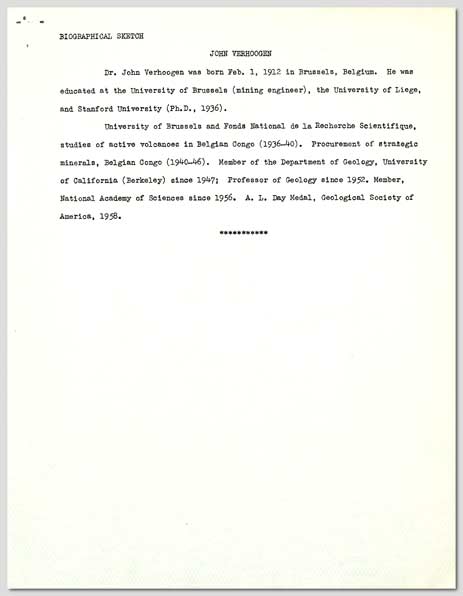 BIOGRAPHICAL SKETCH
JOHN VERHOOGEN
Dr. John Verhoogen was born Feb. 1, 1912 in Brussels, Belgium. He was
educated at the University of Brussels (mining engineer), the University of Liege,
and Stanford University (Ph.D., 1936).
University of Brussels and Fonds National de la Recherche Scientifique,
studies of active volcanoes in Belgian Congo (1936-40). Procurement of strategic
minerals, Belgian Congo (1940-46). Member of the Department of Geology, University
of California (Berkeley) since 1947; Professor of Geology since 1952. Member,
National Academy of Sciences since 1956. A. L. Day Medal, Geological Society of
America, 1958.
***********